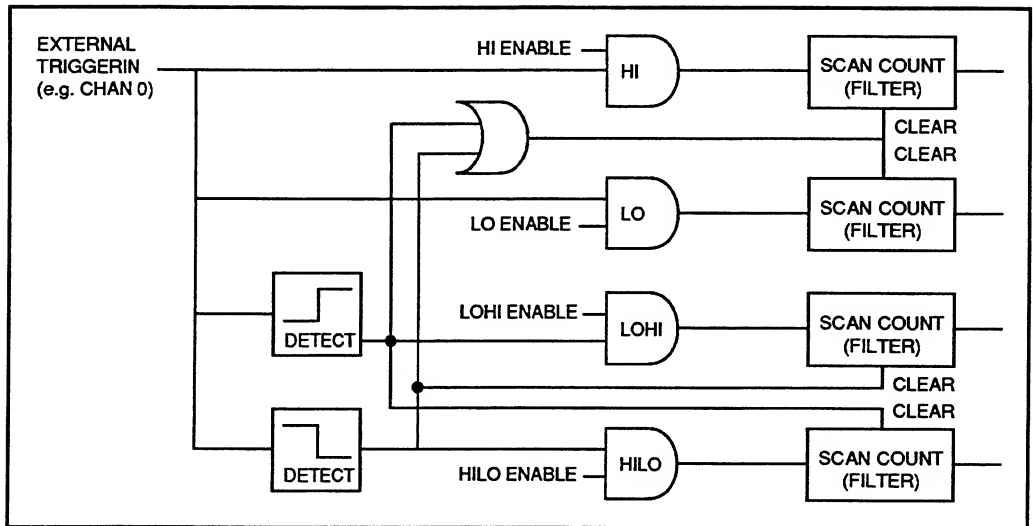 EXTERNAL
TRIGGERIN
(e.g. CHAN 0)
HI ENABLE
HI
SCAN COUNT
(FILTER)
CLEAR
CLEAR
LO
LO ENABLE
SCAN COUNT
(FILTER)
DETECT
LOHI ENABLE
LOHI
SCAN COUNT
(FILTER)
CLEAR
CLEAR
DETECT
HILO ENABLE
HILO
SCAN COUNT
(FILTER)